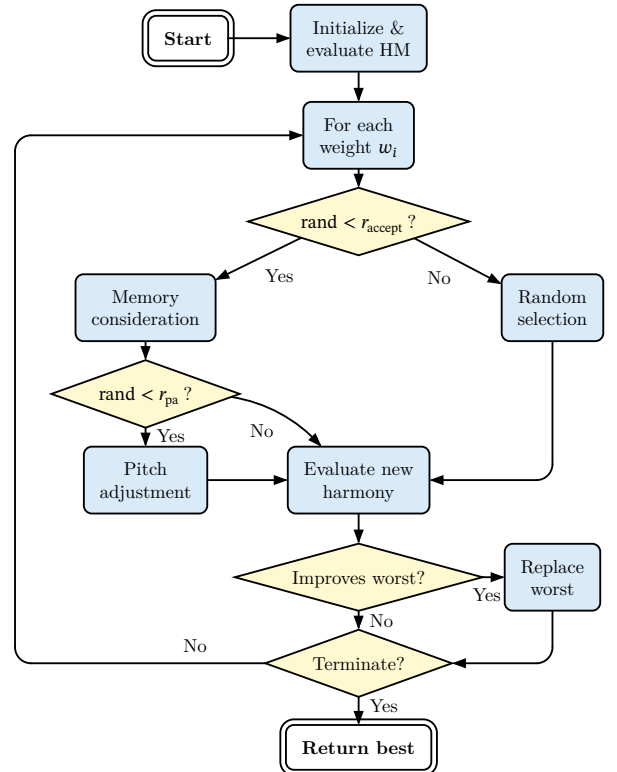 Start
Initialize &
evaluate HM
For each
weight wᵢ
rand < r_accept ?
Yes
No
Memory
consideration
Random
selection
rand < r_pa ?
Yes
No
Pitch
adjustment
Evaluate new
harmony
Improves worst?
Yes
Replace
worst
No
Terminate?
No
Yes
Return best